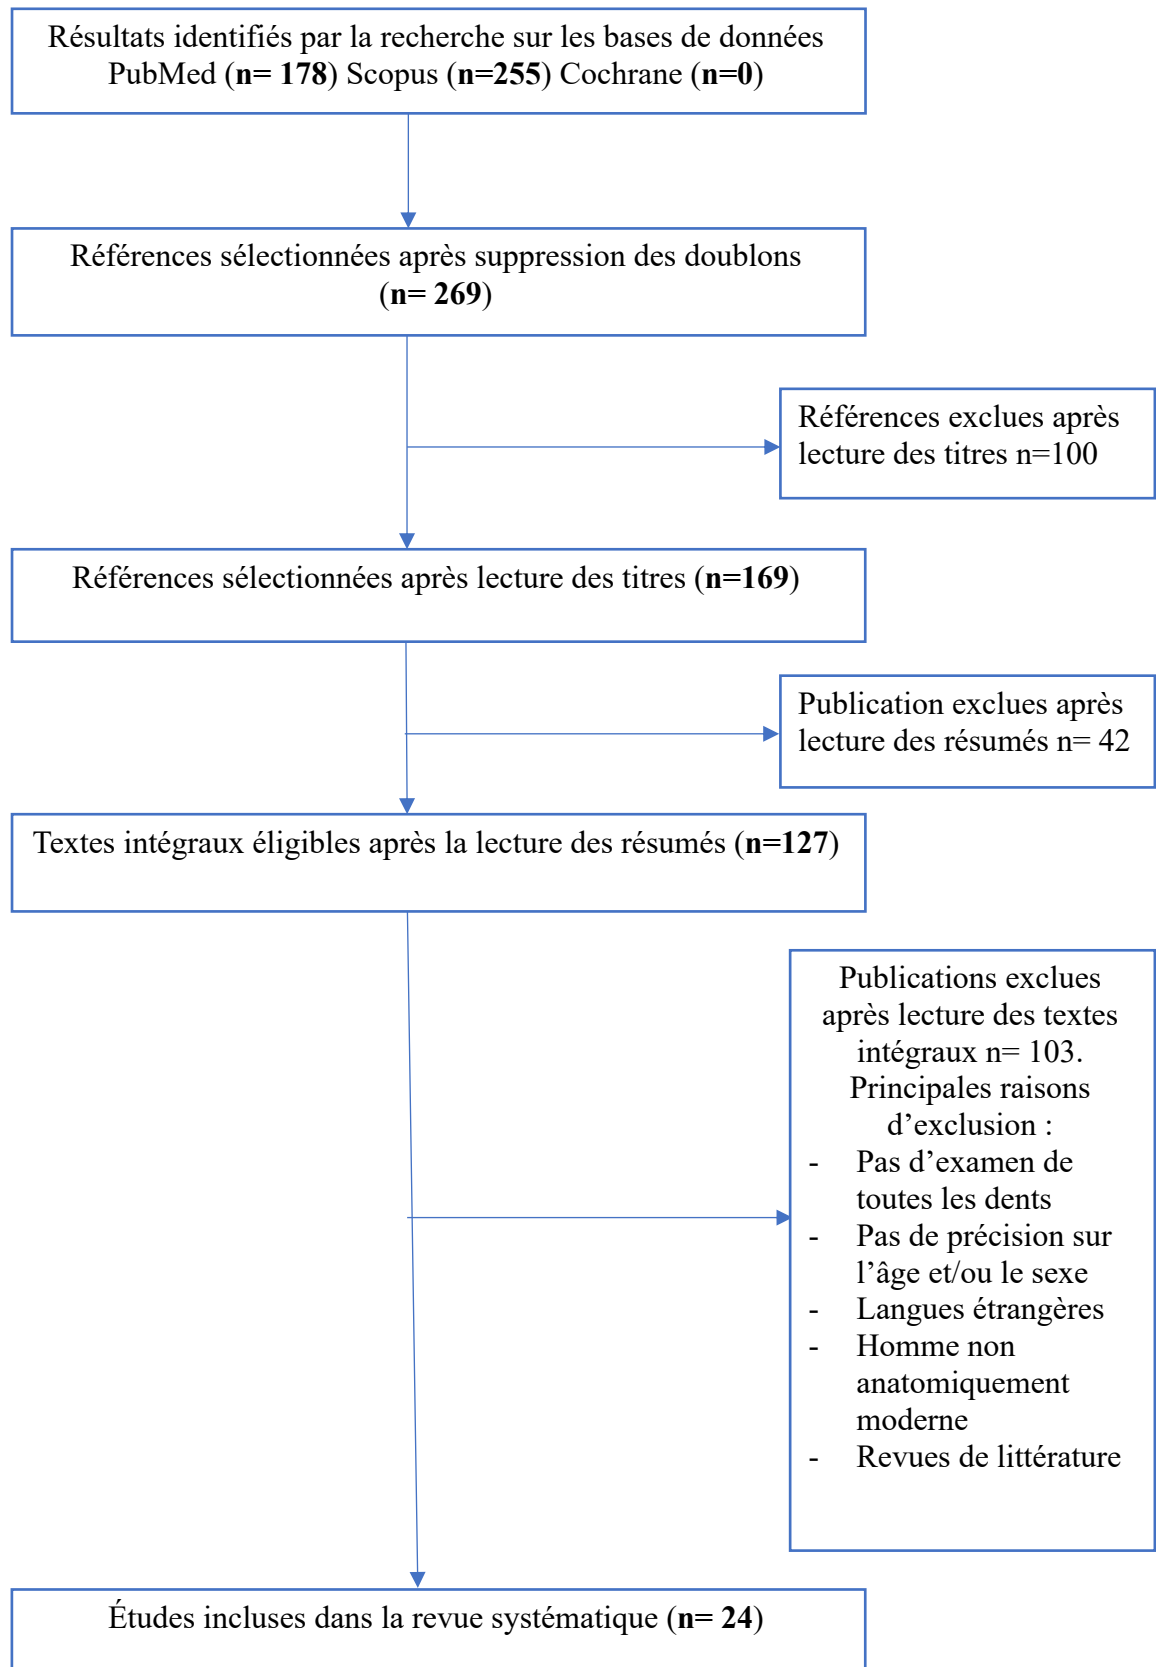 Résultats identifiés par la recherche sur les bases de données
PubMed (n= 178) Scopus (n=255) Cochrane (n=0)
Références sélectionnées après suppression des doublons
(n= 269)
Références exclues après
lecture des titres n=100
Références sélectionnées après lecture des titres (n=169)
Publication exclues après
lecture des résumés n= 42
Textes intégraux éligibles après la lecture des résumés (n=127)
Publications exclues
après lecture des textes
intégraux n= 103.
Principales raisons
d’exclusion :
- Pas d’examen de
toutes les dents
- Pas de précision sur
l’âge et/ou le sexe
- Langues étrangères
- Homme non
anatomiquement
moderne
- Revues de littérature
Études incluses dans la revue systématique (n= 24)